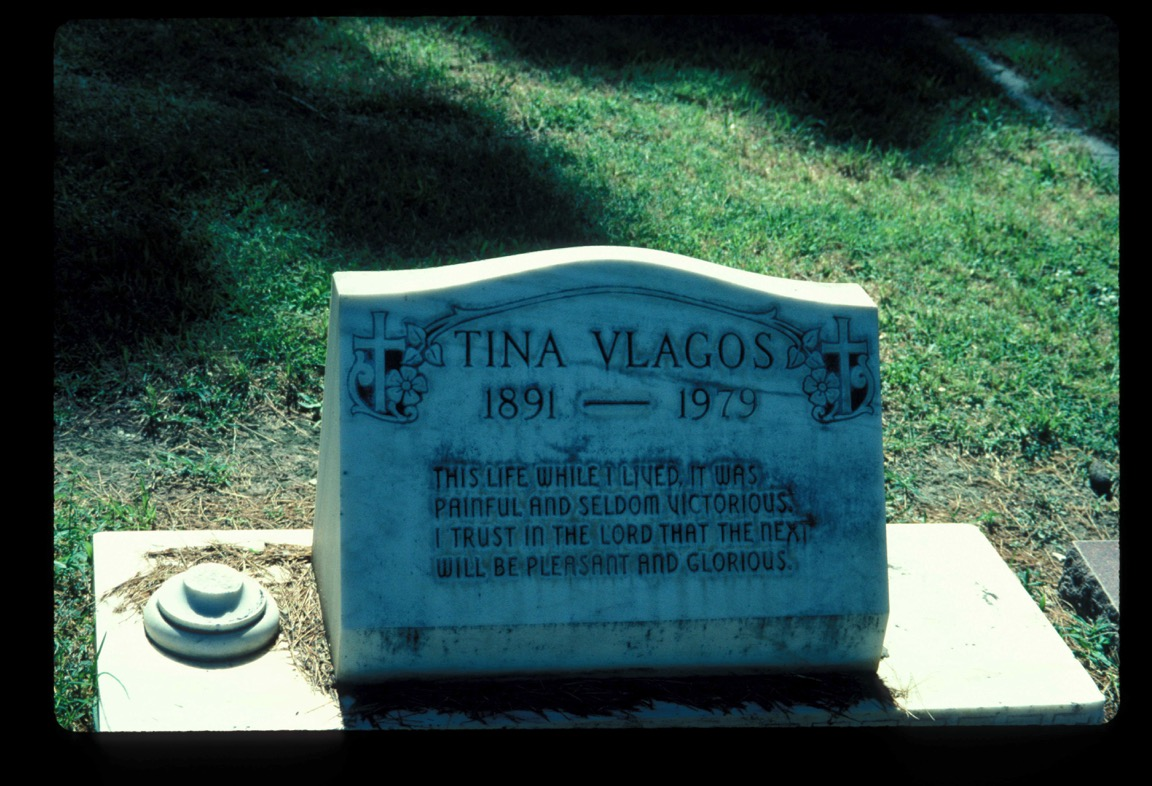 TINA VLAGOS
1891 — 1979
THIS LIFE WHILE I LIVED, IT WAS
PAINFUL AND SELDOM VICTORIOUS.
I TRUST IN THE LORD THAT THE NEXT
WILL BE PLEASANT AND GLORIOUS.